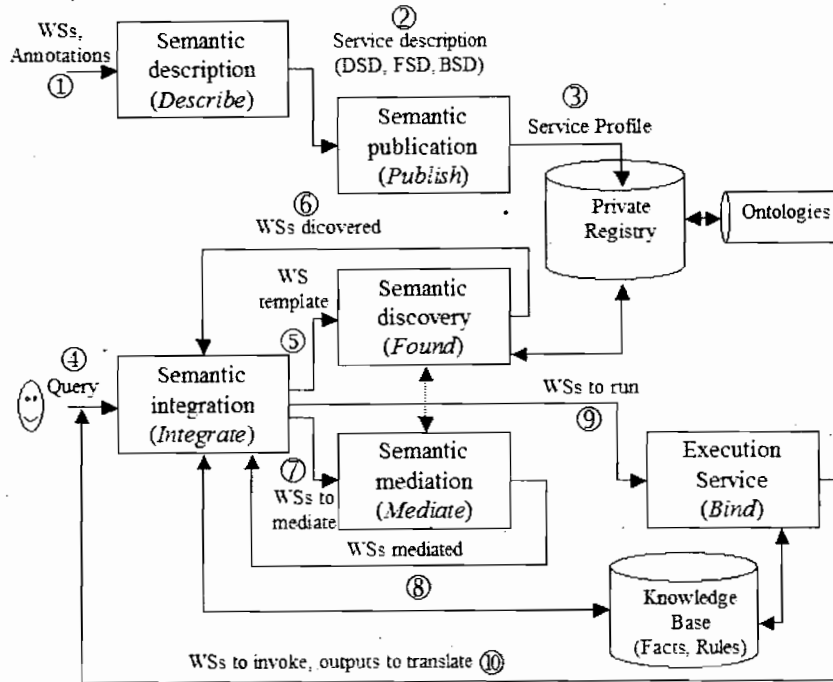 WSs,
Annotations
①
Semantic
description
(Describe)
②
Service description
(DSD, FSD, BSD)
Semantic
publication
(Publish)
③
Service Profile
Private
Registry
Ontologies
⑥
WSs dicovered
WS
template
⑤
Semantic
discovery
(Found)
④
Query
Semantic
integration
(Integrate)
WSs to run
⑨
⑦
WSs to
mediate
Semantic
mediation
(Mediate)
Execution
Service
(Bind)
WSs mediated
⑧
Knowledge
Base
(Facts, Rules)
WSs to invoke, outputs to translate ⑩